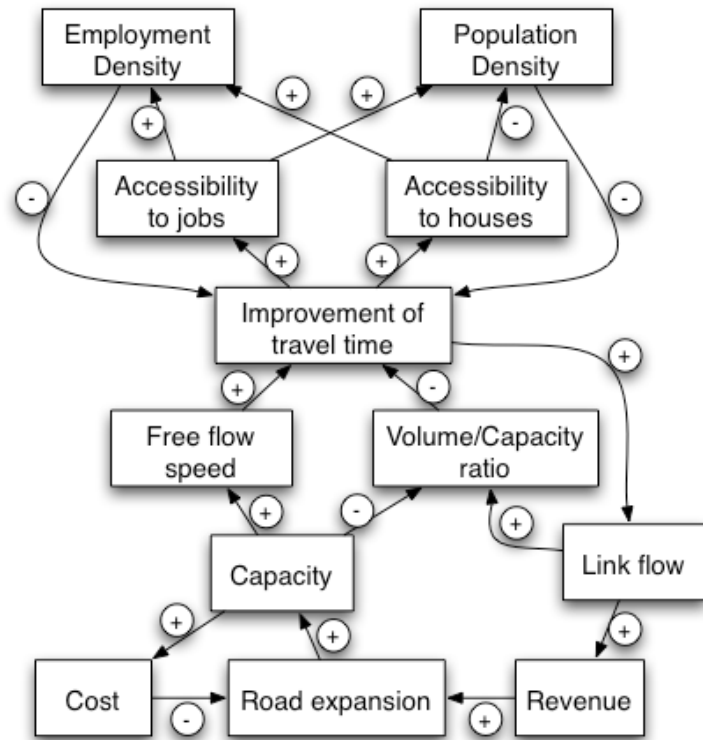 Employment
Density
Population
Density
+
+
+
-
-
-
Accessibility
to jobs
Accessibility
to houses
+
+
Improvement of
travel time
+
+
-
Free flow
speed
Volume/Capacity
ratio
+
-
+
Capacity
Link flow
+
+
+
Cost
Road expansion
Revenue
-
+